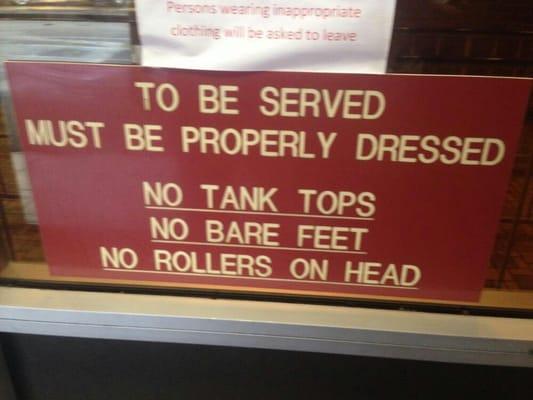 Persons wearing inappropriate
clothing will be asked to leave
TO BE SERVED
MUST BE PROPERLY DRESSED
NO TANK TOPS
NO BARE FEET
NO ROLLERS ON HEAD